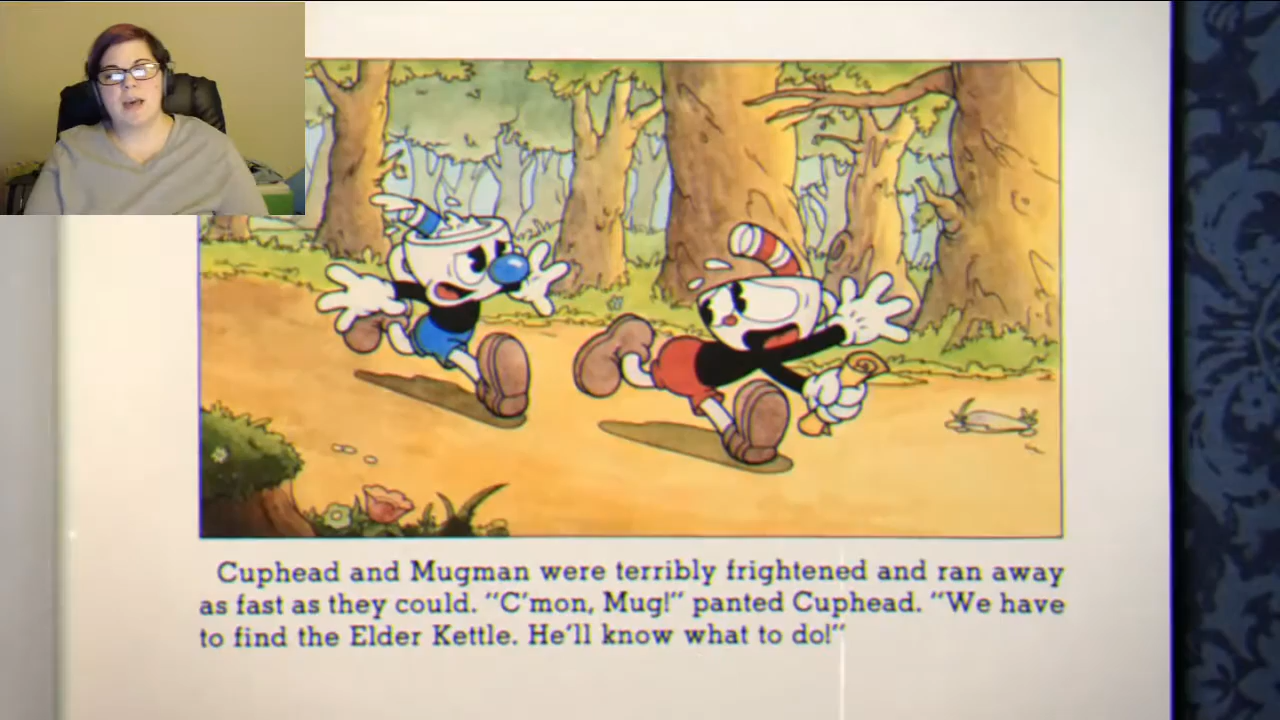 Cuphead and Mugman were terribly frightened and ran away
as fast as they could. "C'mon, Mug!" panted Cuphead. "We have
to find the Elder Kettle. He'll know what to do!"